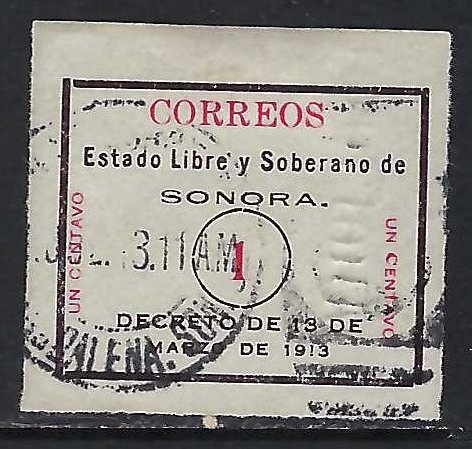 CORREOS
Estado Libre y Soberano de
SONORA.
UN CENTAVO
1
UN CENTAVO
3.11 AM
DECRETO DE 13 DE
MARZO DE 1913